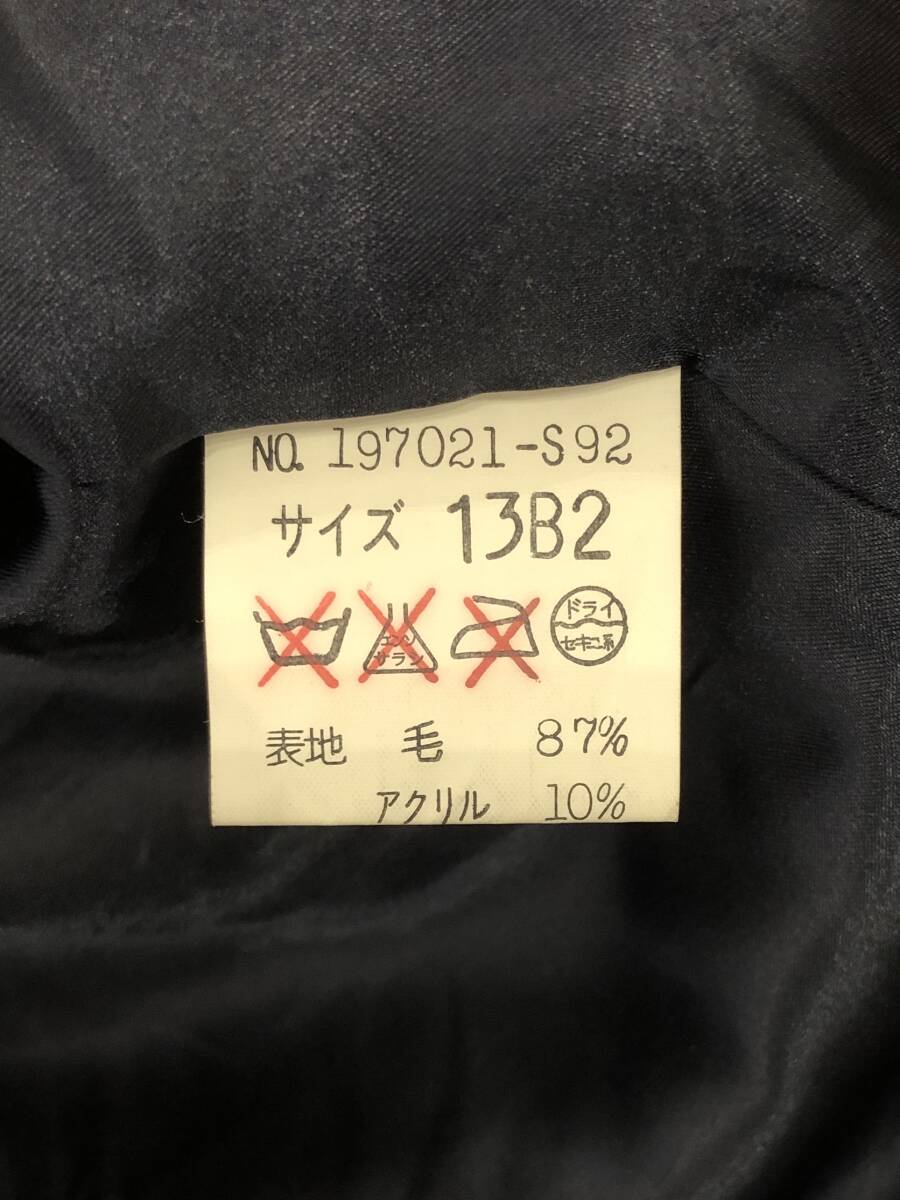 NO. 197021-S92
サイズ 13B2
エンソ サラシ
ドライ
セキユ系
表地 毛 87%
アクリル 10%